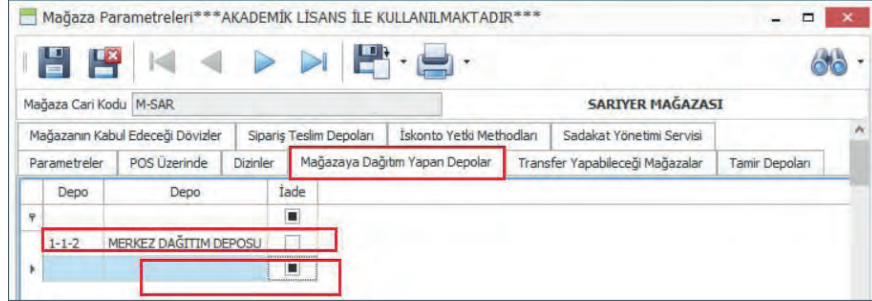 Mağaza Parametreleri***AKADEMİK LİSANS İLE KULLANILMAKTADIR***
Mağaza Cari Kodu M-SAR SARIYER MAĞAZASI
Mağazanın Kabul Edeceği Dövizler Sipariş Teslim Depoları İskonto Yetki Methodları Sadakat Yönetimi Servisi
Parametreler POS Üzerinde Dizinler Mağazaya Dağıtım Yapan Depolar Transfer Yapabileceği Mağazalar Tamir Depoları
Depo Depo İade
1-1-2 MERKEZ DAĞITIM DEPOSU